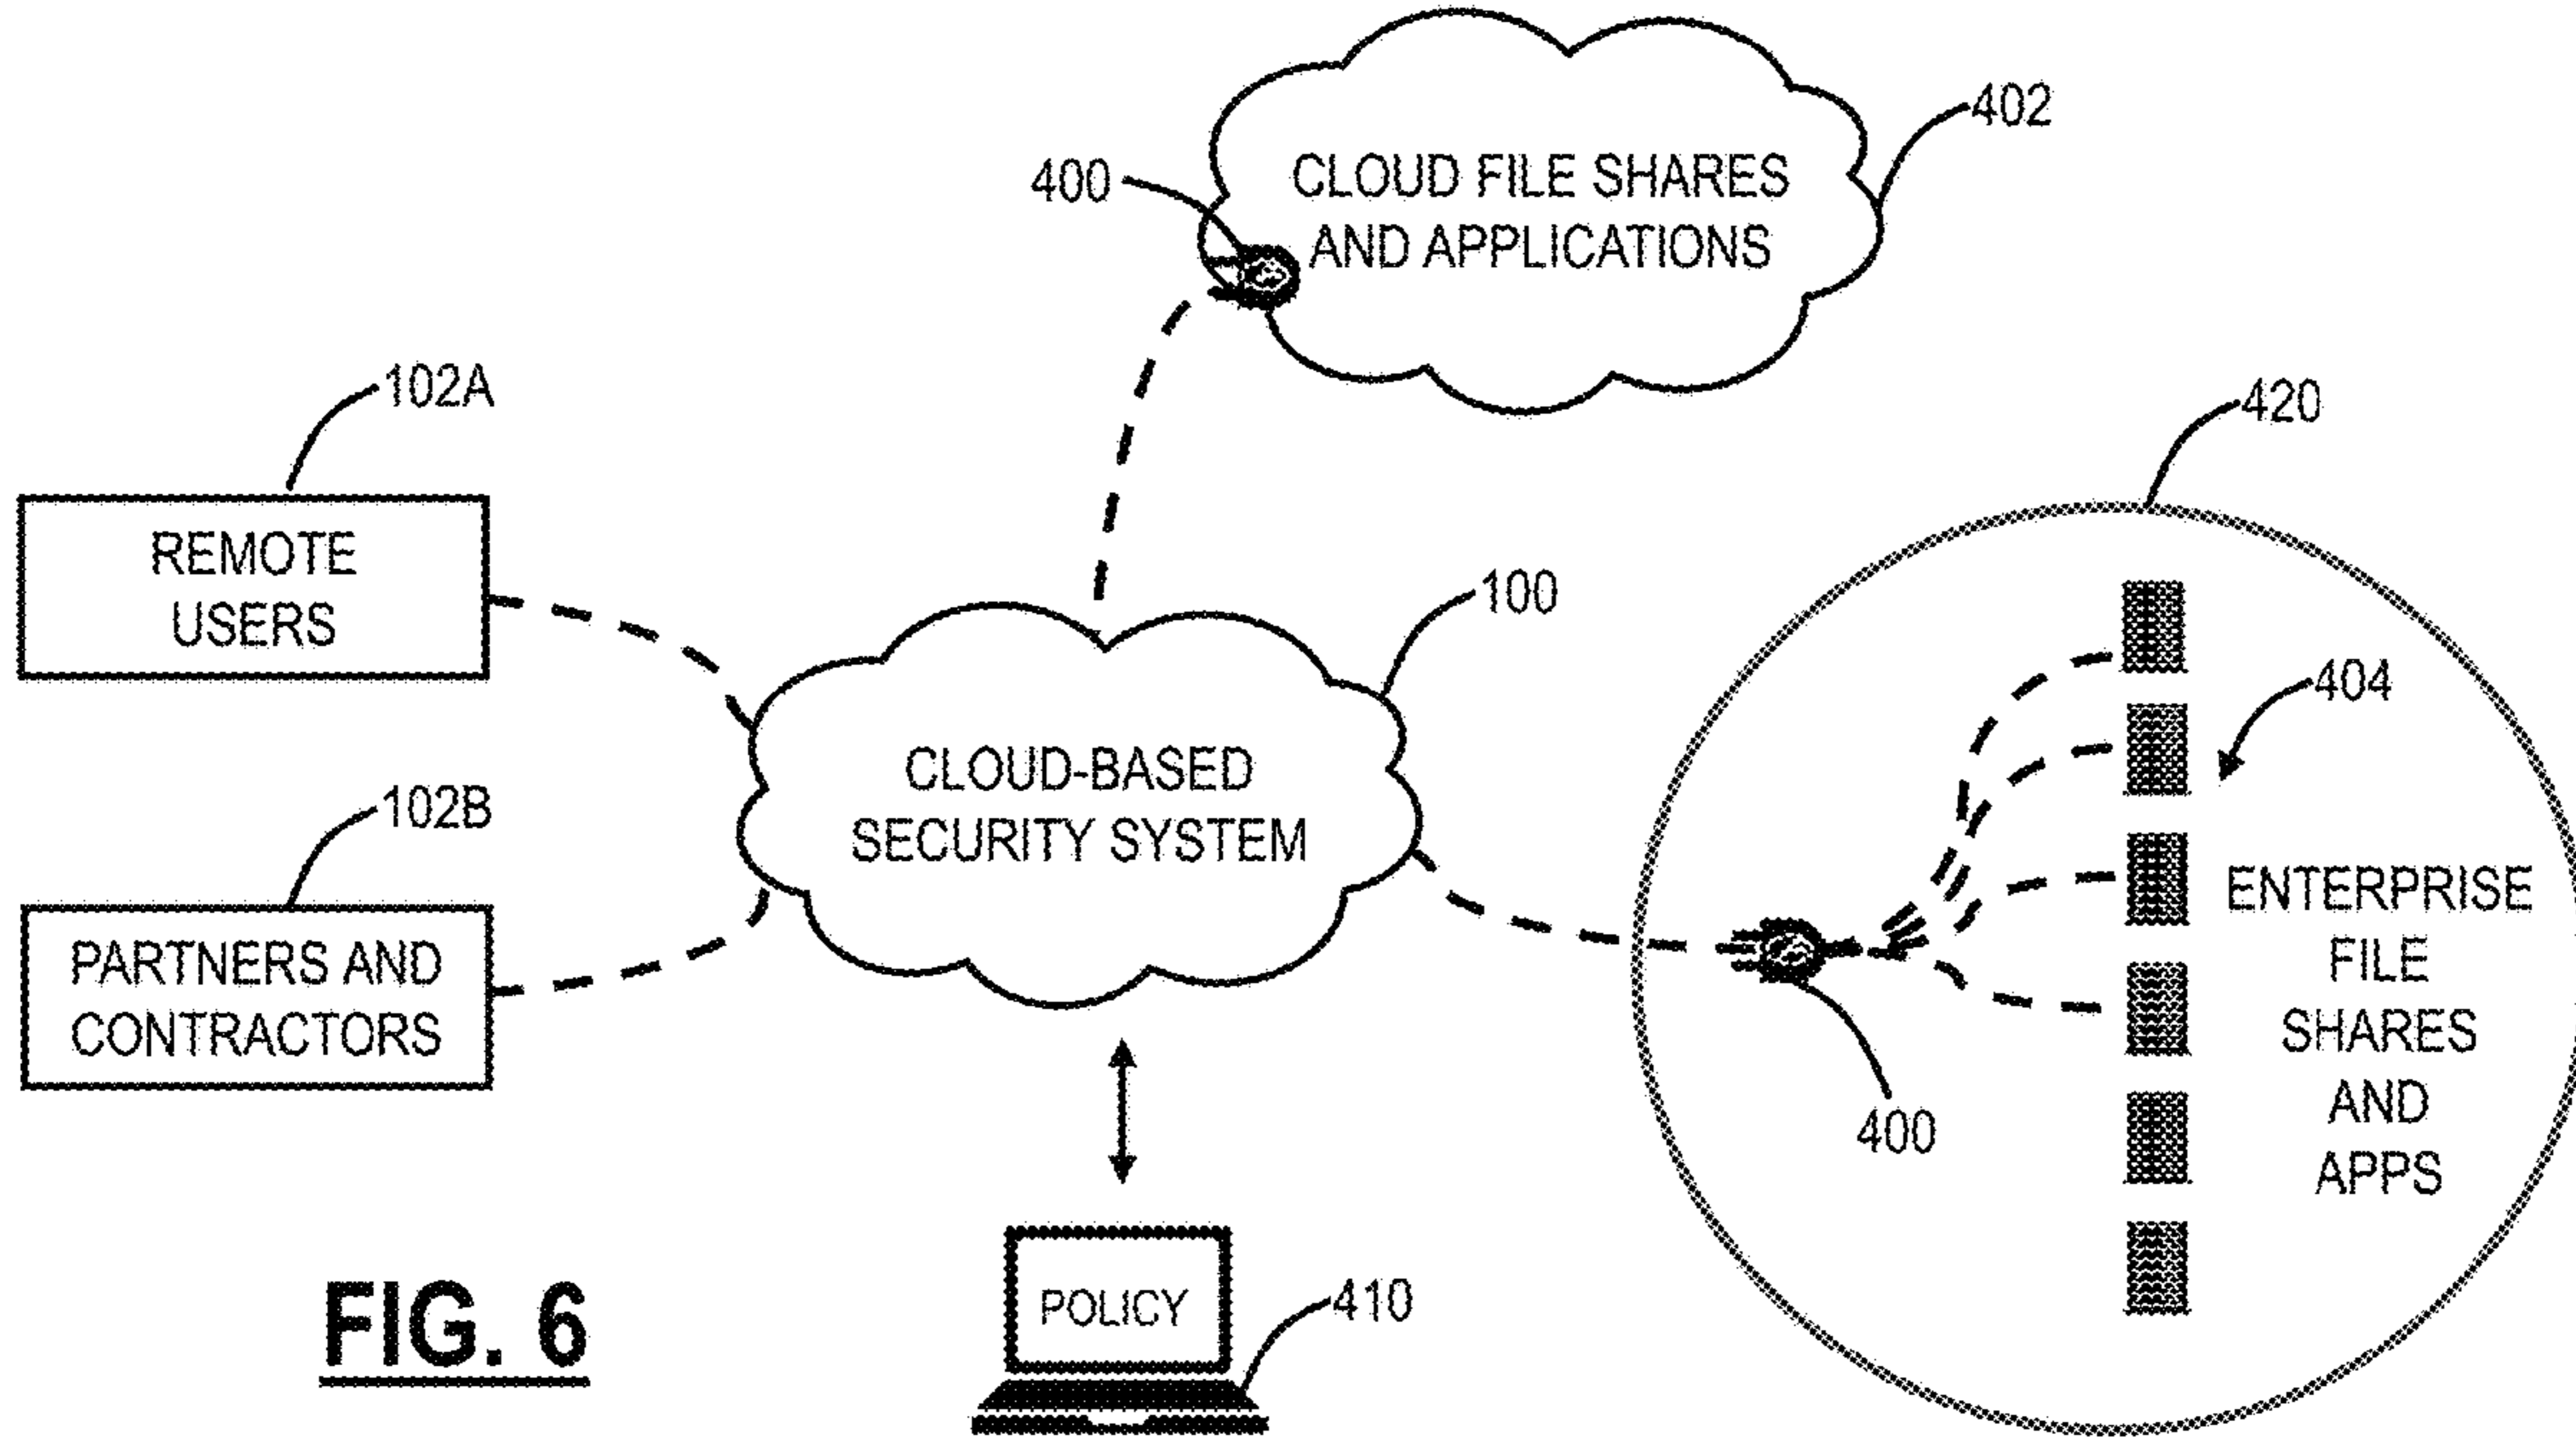 402
400
CLOUD FILE SHARES
AND APPLICATIONS
102A
420
REMOTE
USERS
100
404
CLOUD-BASED
SECURITY SYSTEM
102B
ENTERPRISE
FILE
SHARES
AND
APPS
PARTNERS AND
CONTRACTORS
400
POLICY
410
FIG. 6